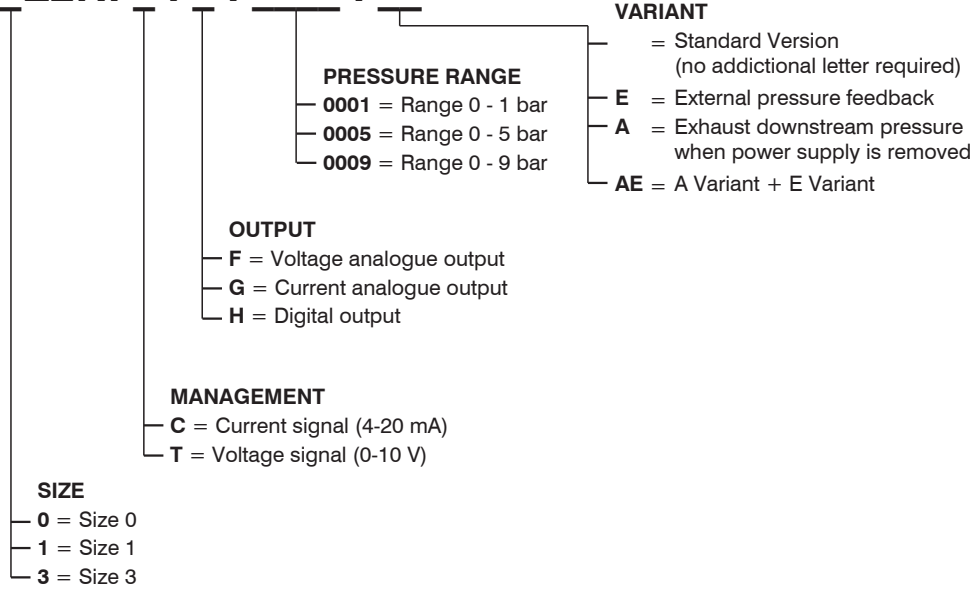 VARIANT
= Standard Version
(no addictional letter required)
E = External pressure feedback
A = Exhaust downstream pressure
when power supply is removed
AE = A Variant + E Variant
PRESSURE RANGE
0001 = Range 0 - 1 bar
0005 = Range 0 - 5 bar
0009 = Range 0 - 9 bar
OUTPUT
F = Voltage analogue output
G = Current analogue output
H = Digital output
MANAGEMENT
C = Current signal (4-20 mA)
T = Voltage signal (0-10 V)
SIZE
0 = Size 0
1 = Size 1
3 = Size 3